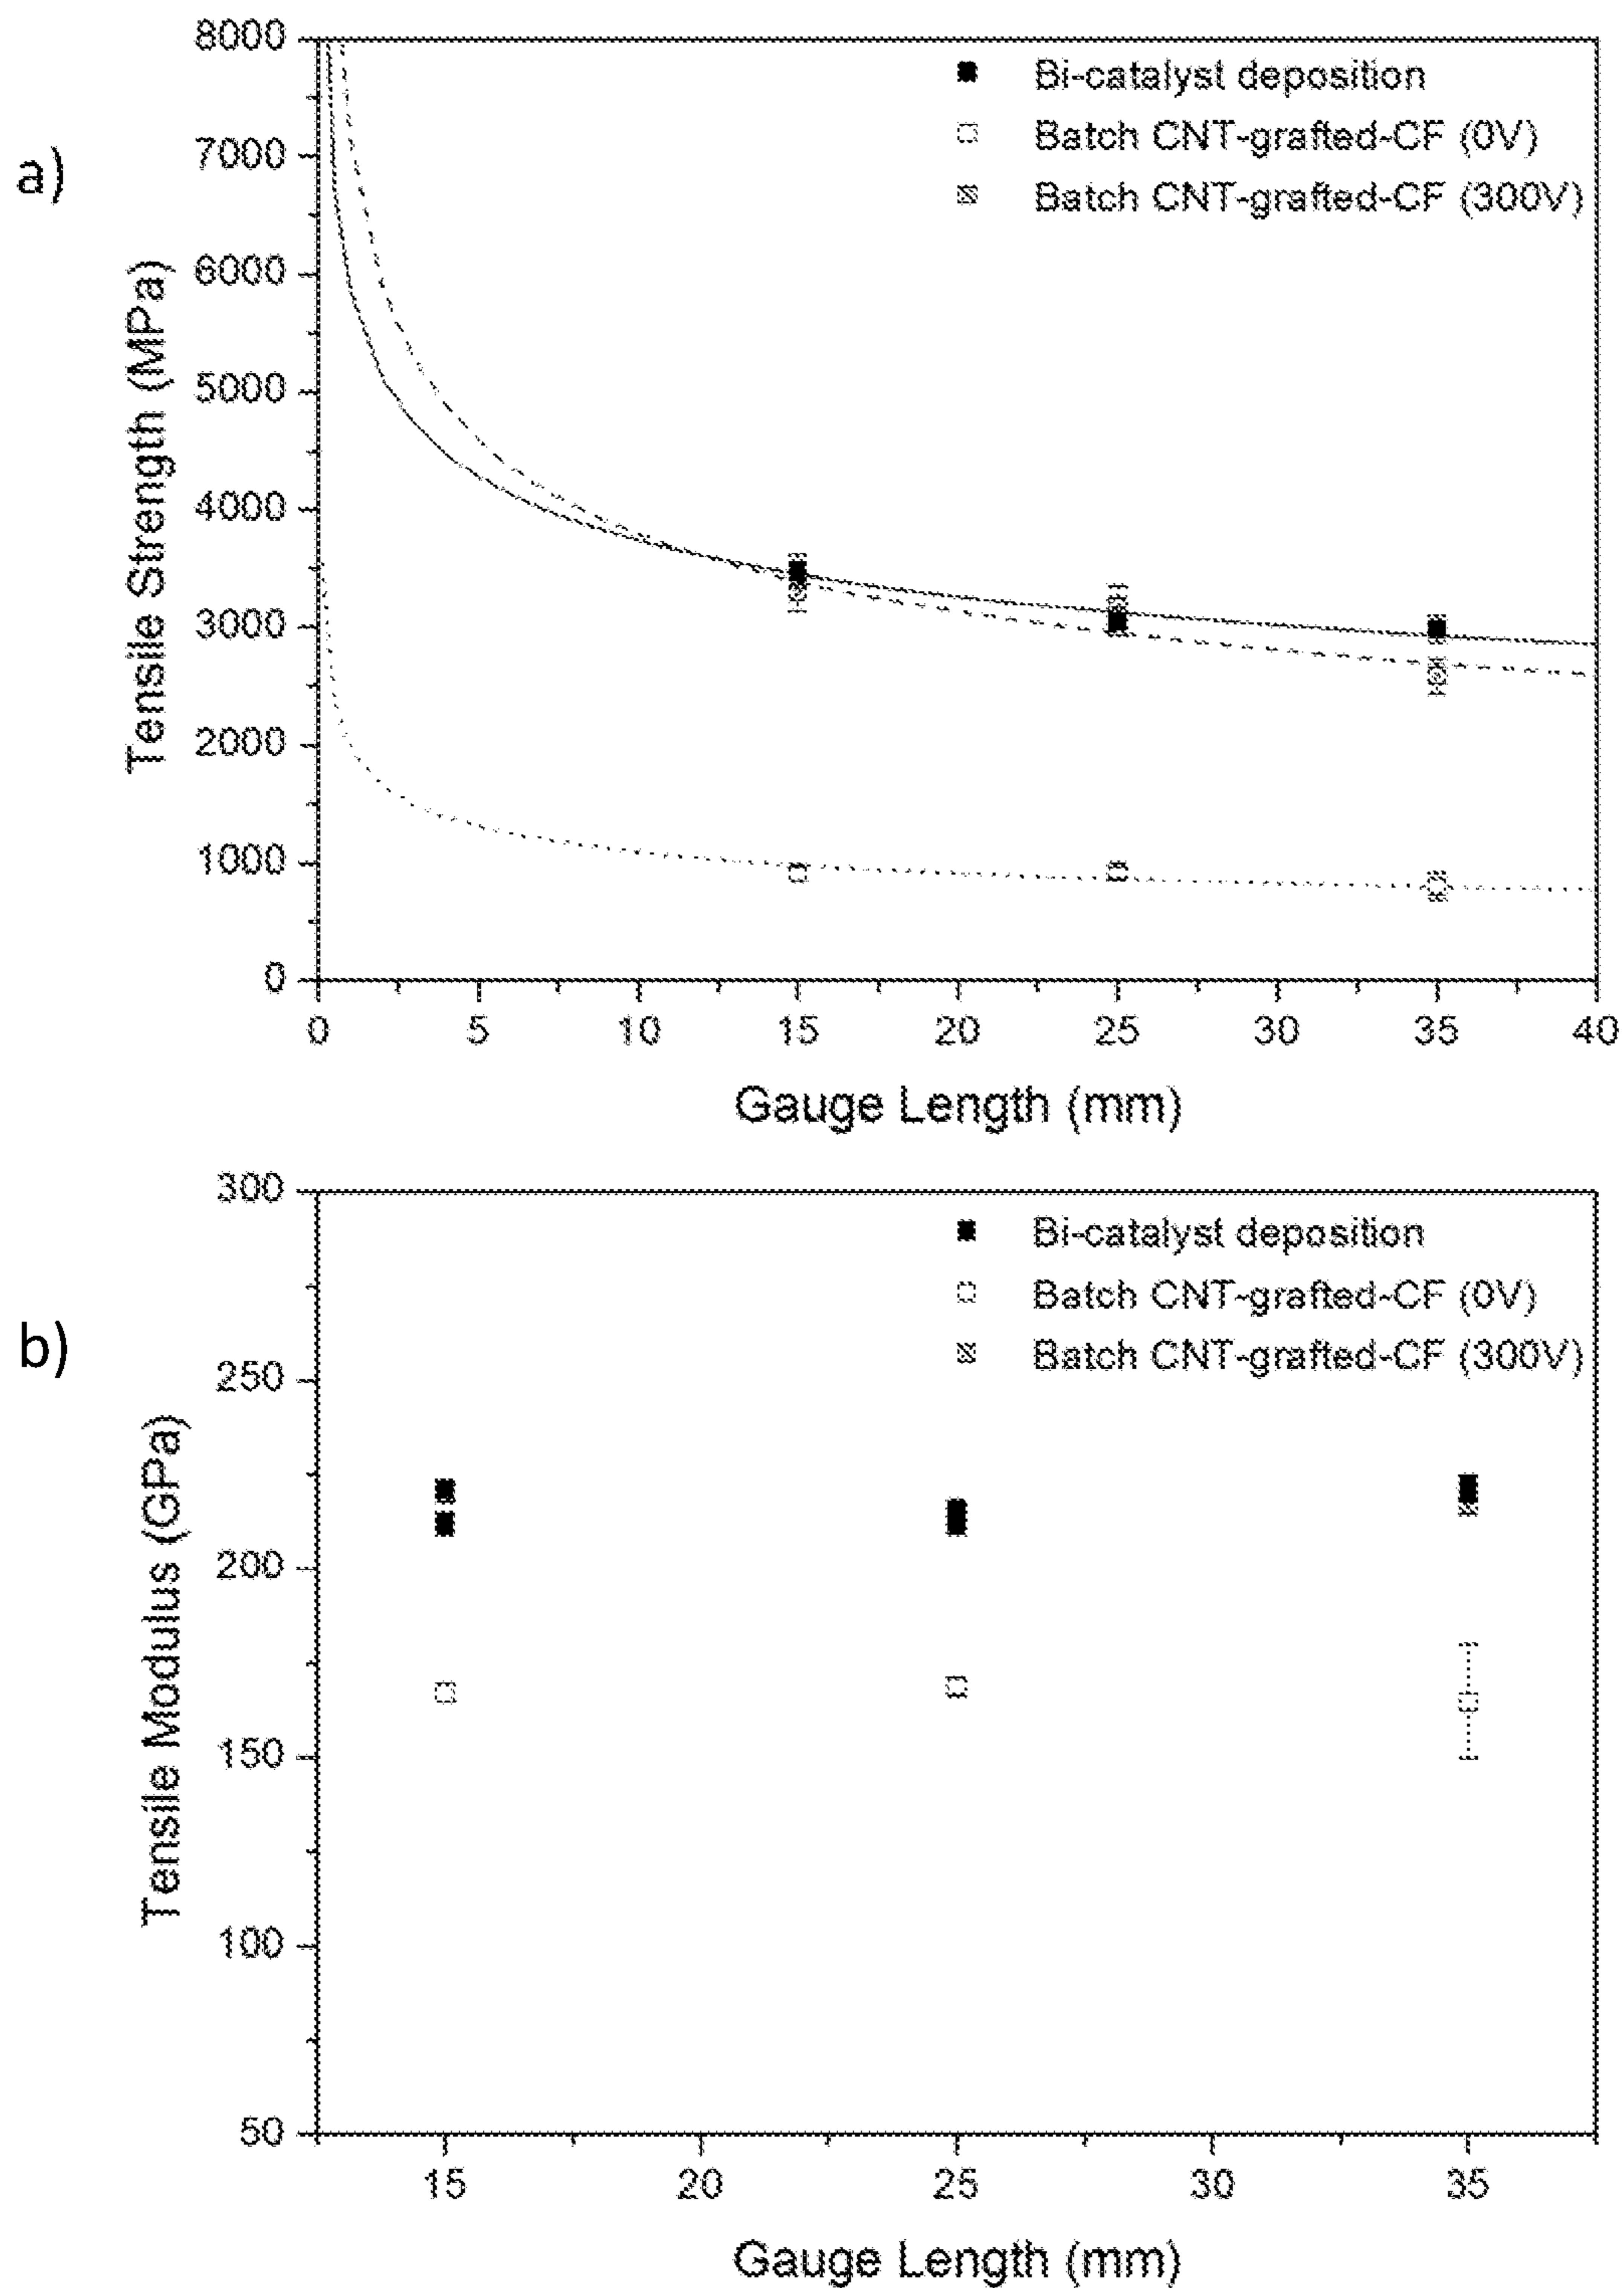 a)
Tensile Strength (MPa)
8000
7000
6000
5000
4000
3000
2000
1000
0
Bi-catalyst deposition
Batch CNT-grafted-CF (0V)
Batch CNT-grafted-CF (300V)
0 5 10 15 20 25 30 35 40
Gauge Length (mm)
b)
Tensile Modulus (GPa)
300
250
200
150
100
50
Bi-catalyst deposition
Batch CNT-grafted-CF (0V)
Batch CNT-grafted-CF (300V)
15 20 25 30 35
Gauge Length (mm)